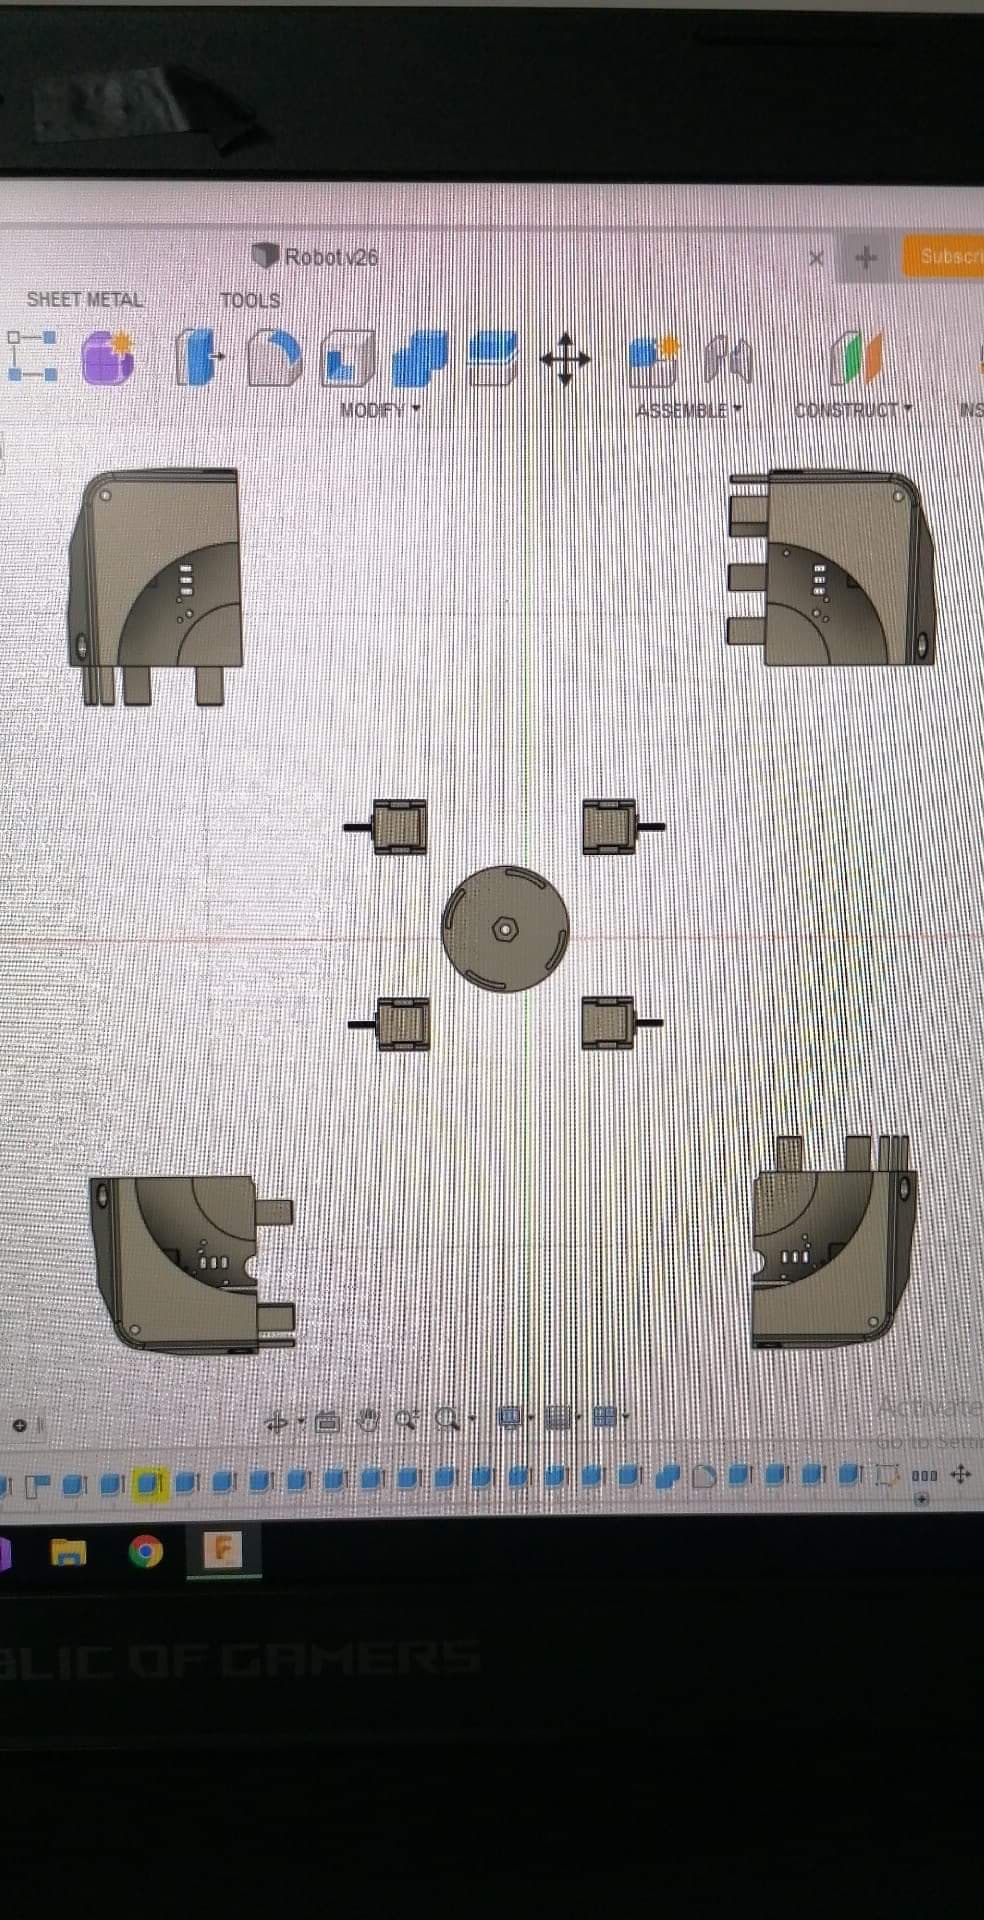 Robot v26
Subscri
SHEET METAL
TOOLS
MODIFY
ASSEMBLE
CONSTRUCT
INS
Activate
Go to Setti
BLIC OF GAMERS